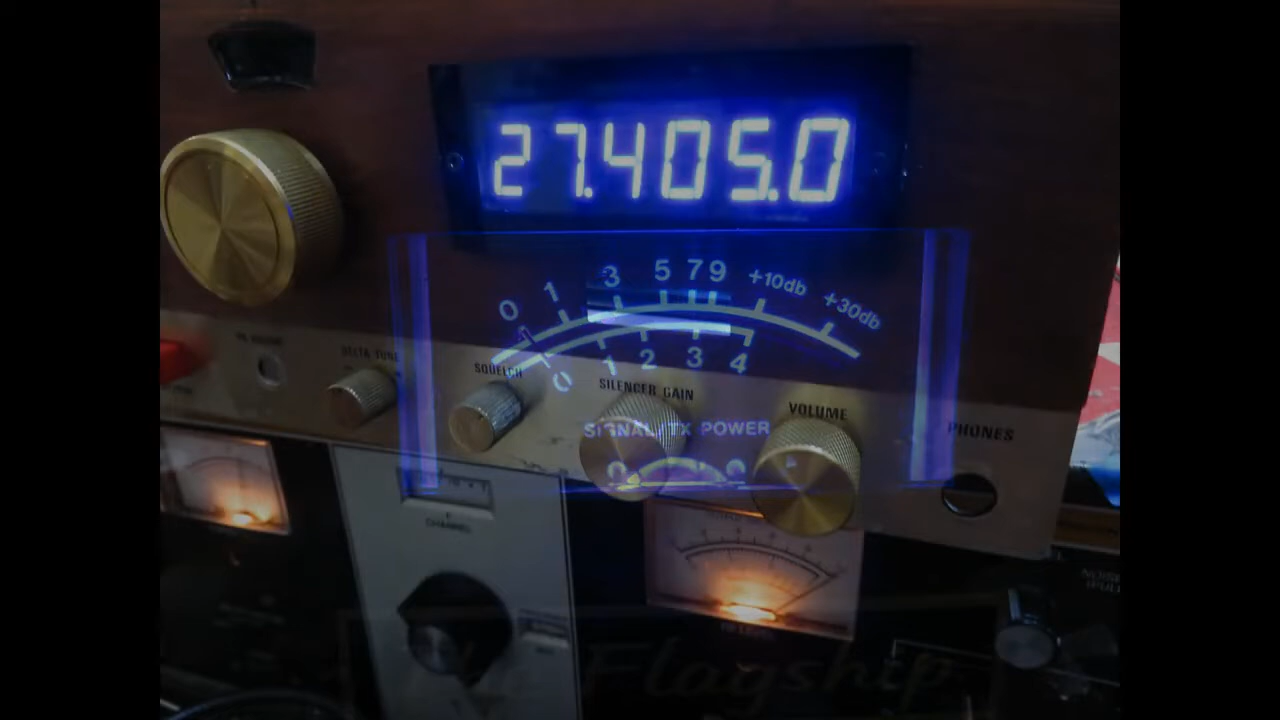 27.405.0
0 1 3 5 7 9 +10db +30db
0 1 2 3 4
DELTA TUNE
SQUELCH
SILENCER GAIN
VOLUME
PHONES
SIGNAL/TX POWER
CHANNEL
Flagship